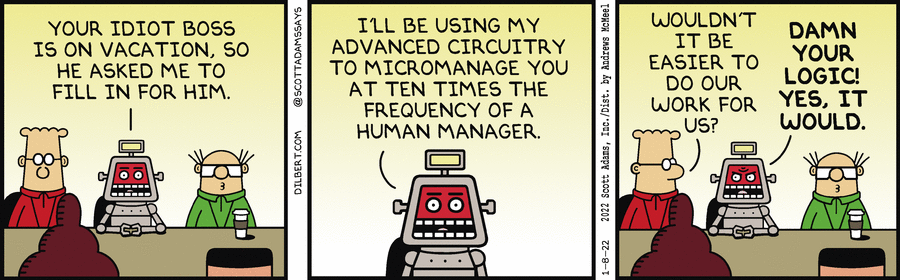 YOUR IDIOT BOSS
IS ON VACATION, SO
HE ASKED ME TO
FILL IN FOR HIM.
DILBERT.COM @SCOTTADAMSSAYS
I'LL BE USING MY
ADVANCED CIRCUITRY
TO MICROMANAGE YOU
AT TEN TIMES THE
FREQUENCY OF A
HUMAN MANAGER.
1-8-22 2022 Scott Adams, Inc./Dist. by Andrews McMeel
WOULDN'T
IT BE
EASIER TO
DO OUR
WORK FOR
US?
DAMN
YOUR
LOGIC!
YES, IT
WOULD.